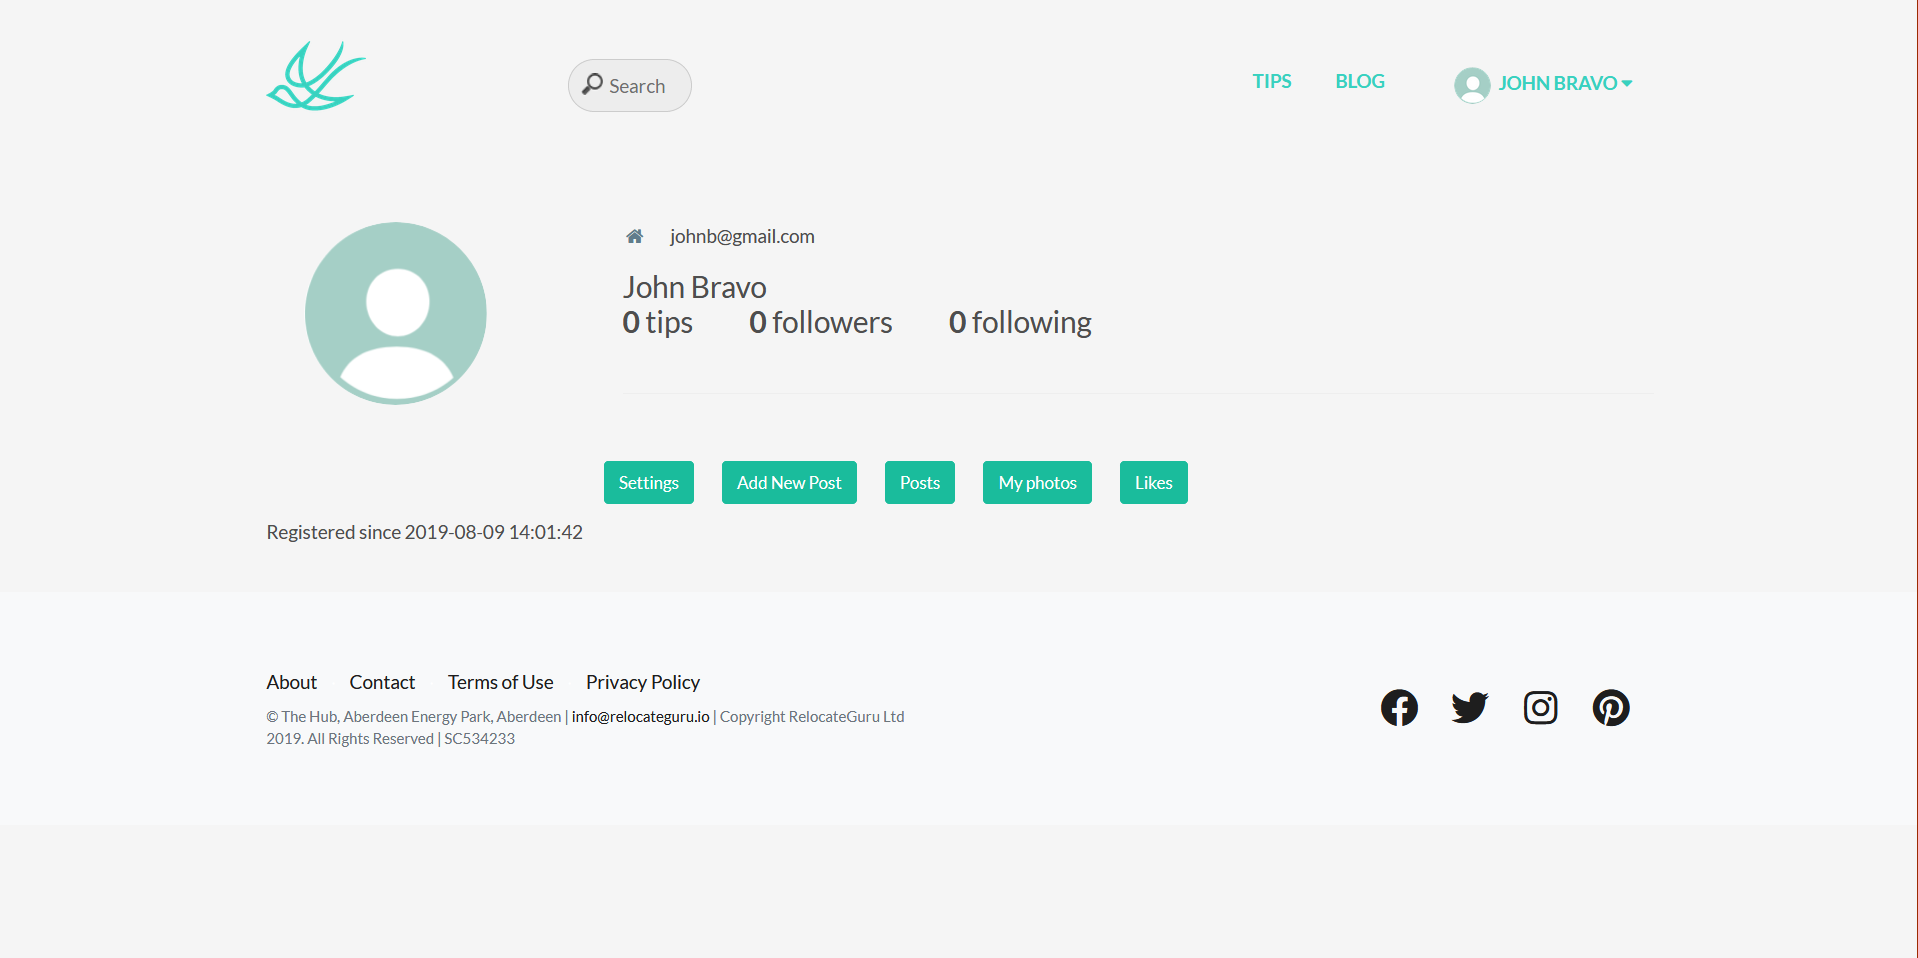 Search
TIPS BLOG JOHN BRAVO
johnb@gmail.com
John Bravo
0 tips 0 followers 0 following
Settings Add New Post Posts My photos Likes
Registered since 2019-08-09 14:01:42
About Contact Terms of Use Privacy Policy
© The Hub, Aberdeen Energy Park, Aberdeen | info@relocateguru.io | Copyright RelocateGuru Ltd
2019. All Rights Reserved | SC534233